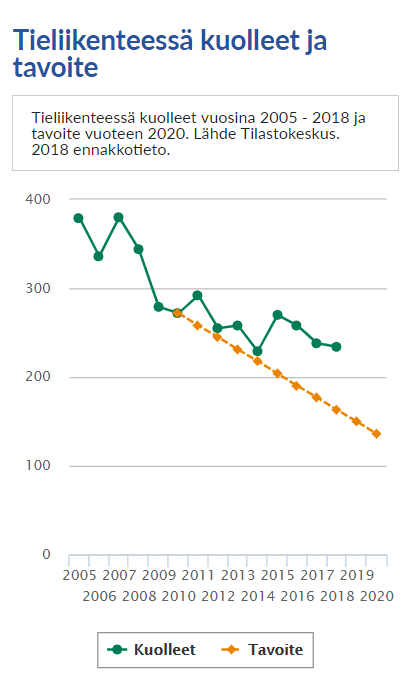 Tieliikenteessä kuolleet ja
tavoite
Tieliikenteessä kuolleet vuosina 2005 - 2018 ja
tavoite vuoteen 2020. Lähde Tilastokeskus.
2018 ennakkotieto.
400
300
200
100
0
2005 2007 2009 2011 2013 2015 2017 2019
2006 2008 2010 2012 2014 2016 2018 2020
Kuolleet Tavoite